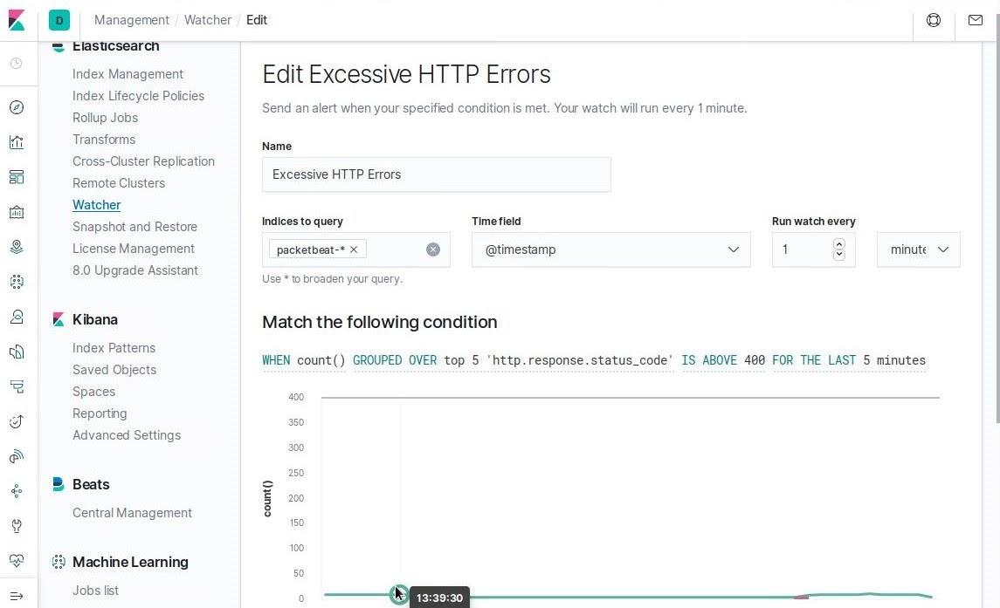 D Management / Watcher / Edit
Elasticsearch
Index Management
Index Lifecycle Policies
Rollup Jobs
Transforms
Cross-Cluster Replication
Remote Clusters
Watcher
Snapshot and Restore
License Management
8.0 Upgrade Assistant
Kibana
Index Patterns
Saved Objects
Spaces
Reporting
Advanced Settings
Beats
Central Management
Machine Learning
Jobs list
Edit Excessive HTTP Errors
Send an alert when your specified condition is met. Your watch will run every 1 minute.
Name
Excessive HTTP Errors
Indices to query Time field Run watch every
packetbeat-* @timestamp 1 minute
Use * to broaden your query.
Match the following condition
WHEN count() GROUPED OVER top 5 'http.response.status_code' IS ABOVE 400 FOR THE LAST 5 minutes
400
350
300
250
200
150
100
50
0
count()
13:39:30